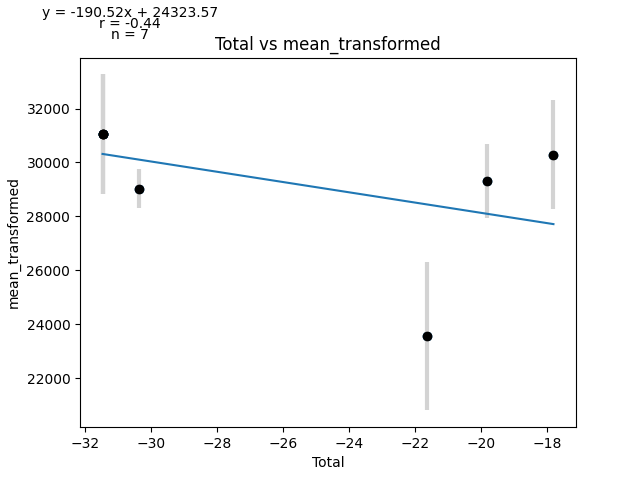 y = -190.52x + 24323.57
r = -0.44
n = 7
Total vs mean_transformed
32000
30000
28000
26000
24000
22000
mean_transformed
−32 −30 −28 −26 −24 −22 −20 −18
Total